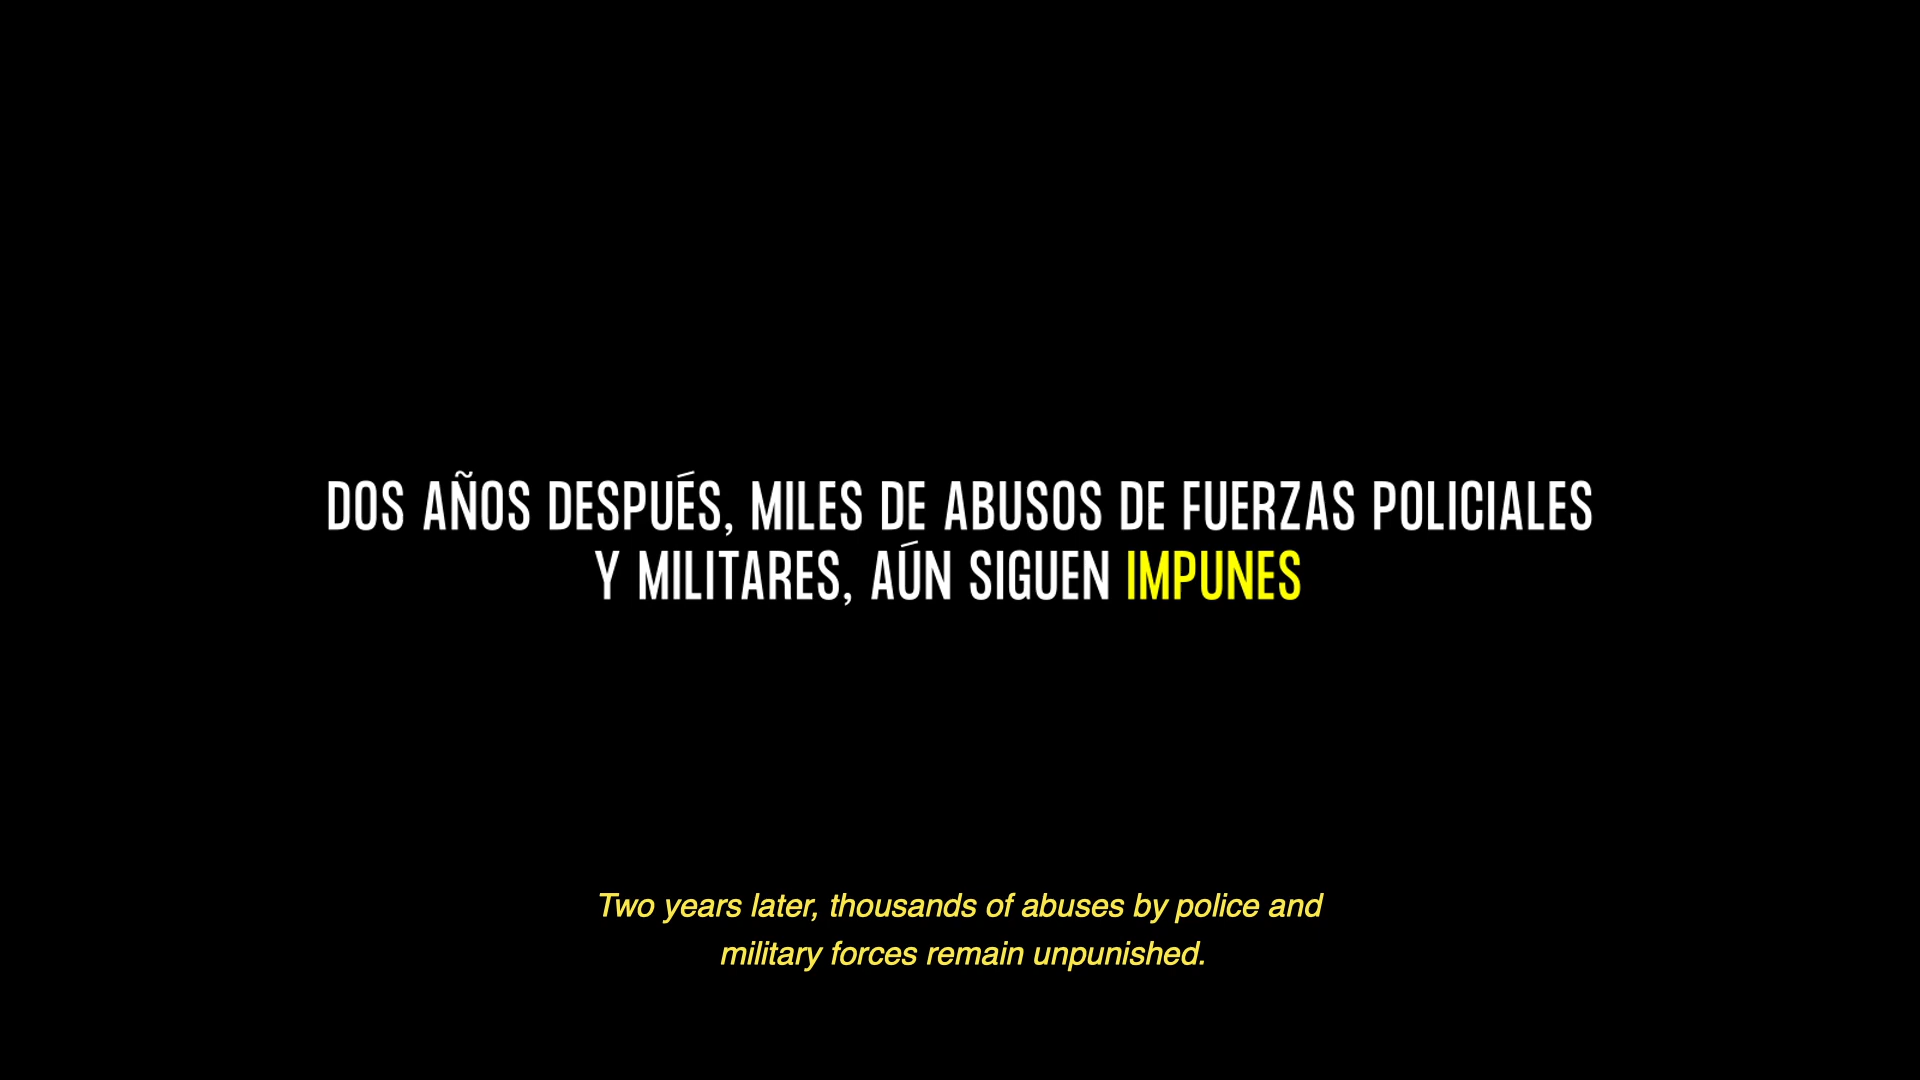 DOS AÑOS DESPUÉS, MILES DE ABUSOS DE FUERZAS POLICIALES
Y MILITARES, AÚN SIGUEN IMPUNES
Two years later, thousands of abuses by police and
military forces remain unpunished.